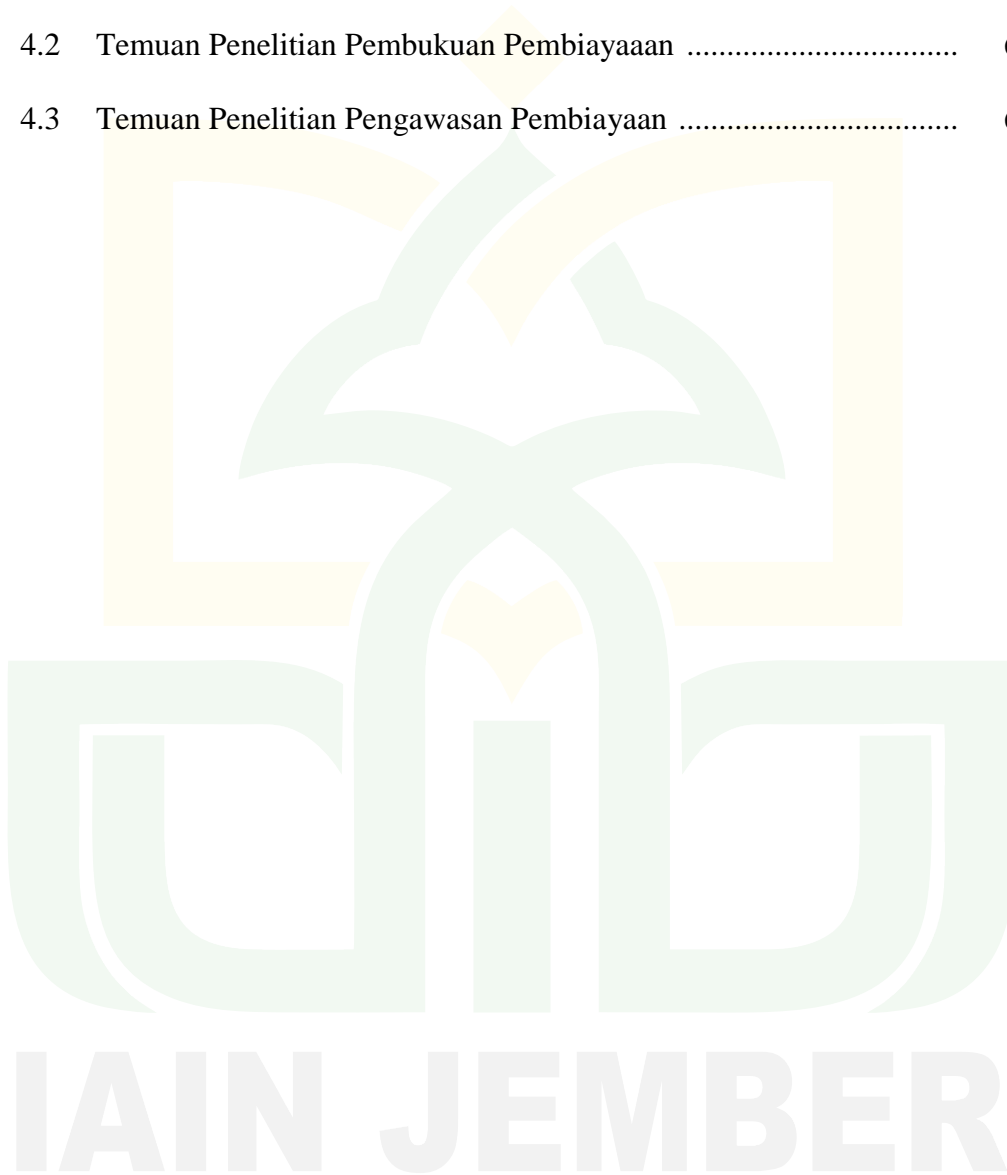 4.2 Temuan Penelitian Pembukuan Pembiayaaan ..................................
4.3 Temuan Penelitian Pengawasan Pembiayaan ...................................
IAIN JEMBER